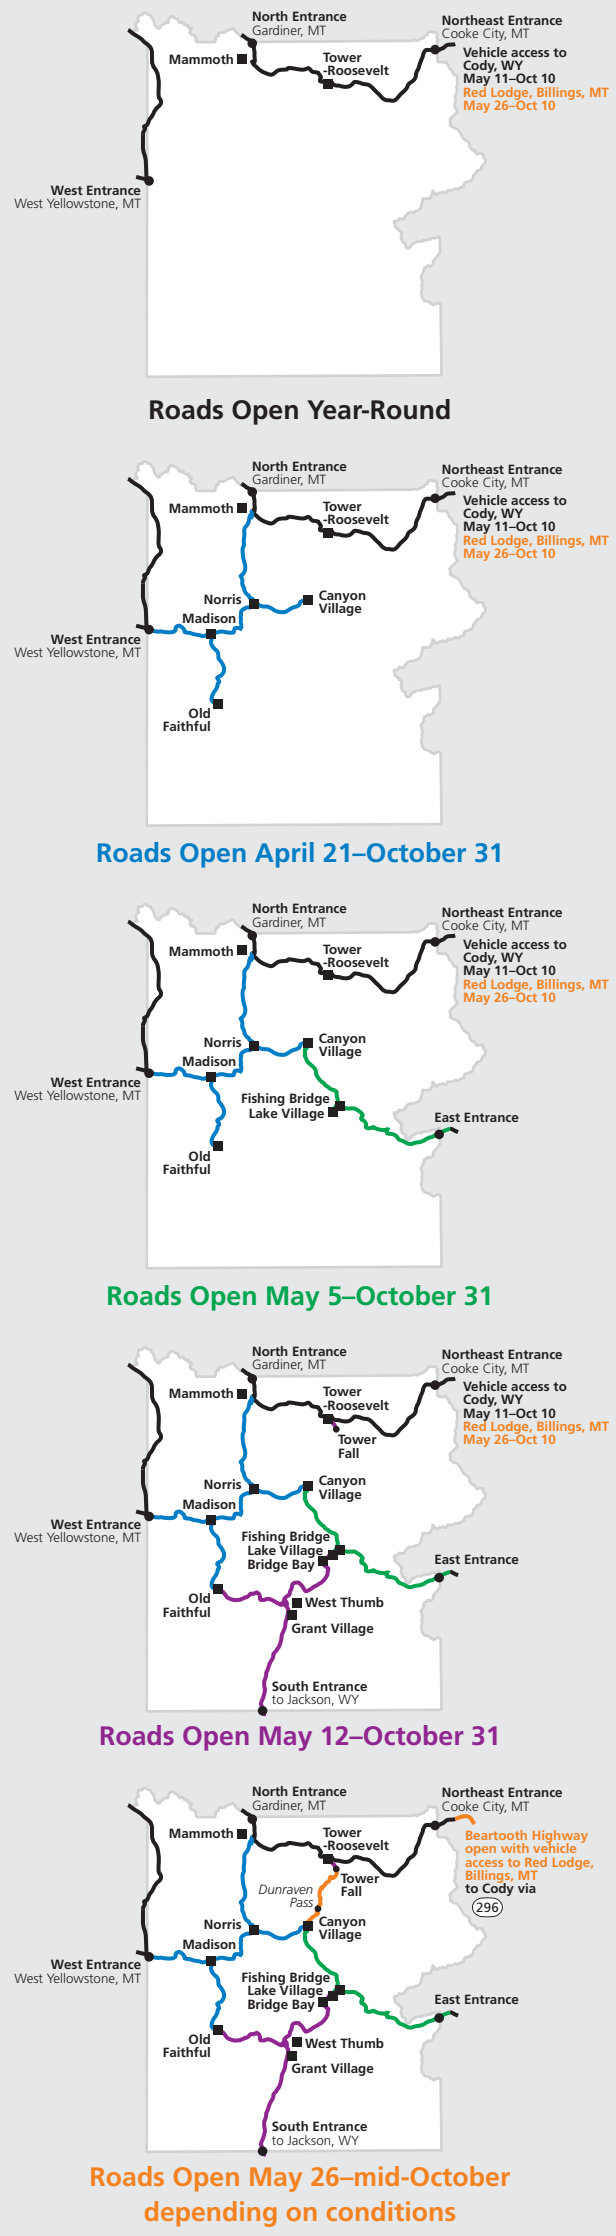 North Entrance
Gardiner, MT
Northeast Entrance
Cooke City, MT
Mammoth
Tower
-Roosevelt
Vehicle access to
Cody, WY
May 11–Oct 10
Red Lodge, Billings, MT
May 26–Oct 10
West Entrance
West Yellowstone, MT
Roads Open Year-Round
North Entrance
Gardiner, MT
Northeast Entrance
Cooke City, MT
Mammoth
Tower
-Roosevelt
Vehicle access to
Cody, WY
May 11–Oct 10
Red Lodge, Billings, MT
May 26–Oct 10
Norris
Canyon
Village
Madison
West Entrance
West Yellowstone, MT
Old
Faithful
Roads Open April 21–October 31
North Entrance
Gardiner, MT
Northeast Entrance
Cooke City, MT
Mammoth
Tower
-Roosevelt
Vehicle access to
Cody, WY
May 11–Oct 10
Red Lodge, Billings, MT
May 26–Oct 10
Norris
Canyon
Village
Madison
West Entrance
West Yellowstone, MT
Fishing Bridge
Lake Village
East Entrance
Old
Faithful
Roads Open May 5–October 31
North Entrance
Gardiner, MT
Northeast Entrance
Cooke City, MT
Mammoth
Tower
-Roosevelt
Vehicle access to
Cody, WY
May 11–Oct 10
Red Lodge, Billings, MT
May 26–Oct 10
Tower
Fall
Norris
Canyon
Village
Madison
West Entrance
West Yellowstone, MT
Fishing Bridge
Lake Village
Bridge Bay
East Entrance
Old
Faithful
West Thumb
Grant Village
South Entrance
to Jackson, WY
Roads Open May 12–October 31
North Entrance
Gardiner, MT
Northeast Entrance
Cooke City, MT
Mammoth
Tower
-Roosevelt
Beartooth Highway
open with vehicle
access to Red Lodge,
Billings, MT
to Cody via
296
Tower
Fall
Dunraven
Pass
Norris
Canyon
Village
Madison
West Entrance
West Yellowstone, MT
Fishing Bridge
Lake Village
Bridge Bay
East Entrance
Old
Faithful
West Thumb
Grant Village
South Entrance
to Jackson, WY
Roads Open May 26–mid-October
depending on conditions